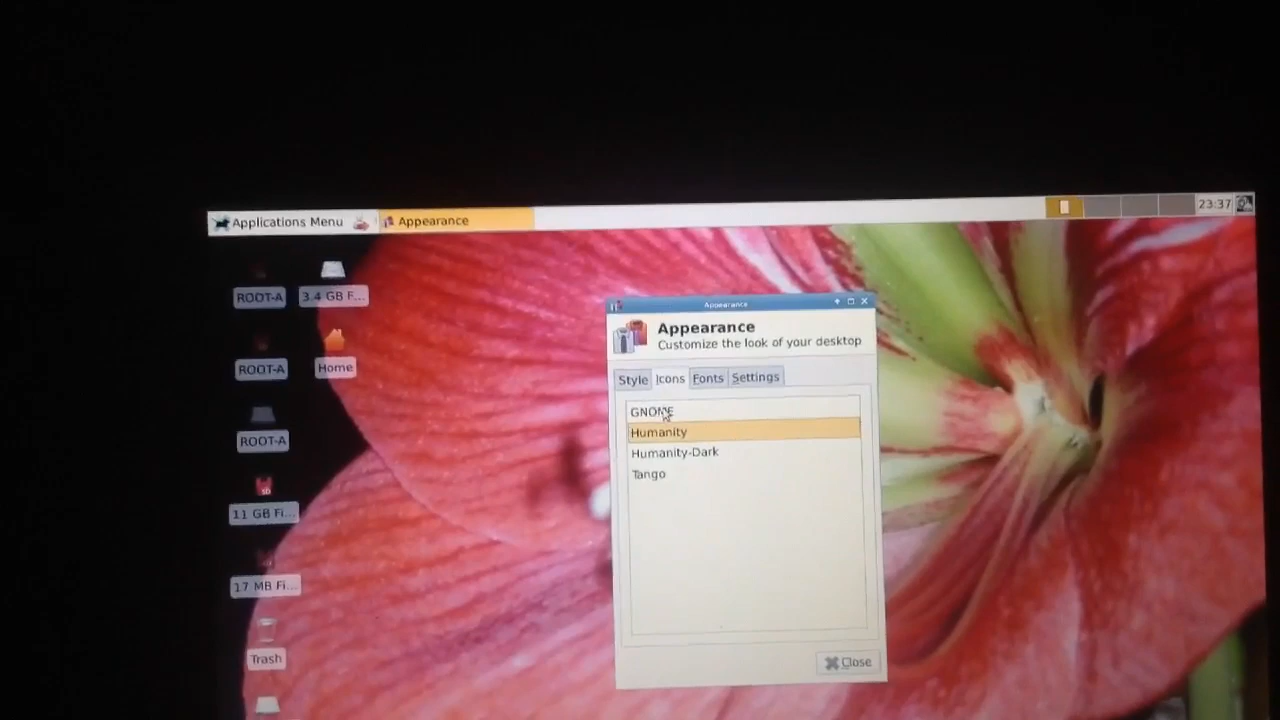 Applications Menu
Appearance
23:37
ROOT-A
3.4 GB F...
ROOT-A
Home
ROOT-A
11 GB Fi...
17 MB Fi...
Trash
Appearance
Appearance
Customize the look of your desktop
Style
Icons
Fonts
Settings
GNOME
Humanity
Humanity-Dark
Tango
Close